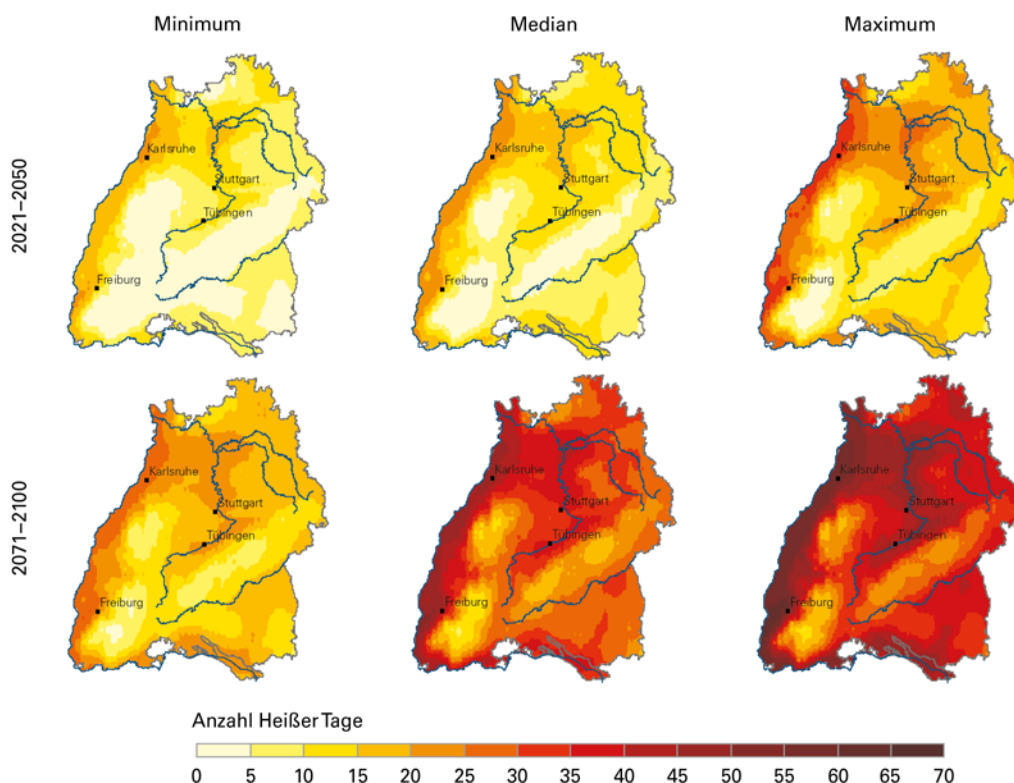 Minimum Median Maximum
2021–2050
Karlsruhe
Stuttgart
Tübingen
Freiburg
Karlsruhe
Stuttgart
Tübingen
Freiburg
Karlsruhe
Stuttgart
Tübingen
Freiburg
2071–2100
Karlsruhe
Stuttgart
Tübingen
Freiburg
Karlsruhe
Stuttgart
Tübingen
Freiburg
Karlsruhe
Stuttgart
Tübingen
Freiburg
Anzahl Heißer Tage
0 5 10 15 20 25 30 35 40 45 50 55 60 65 70